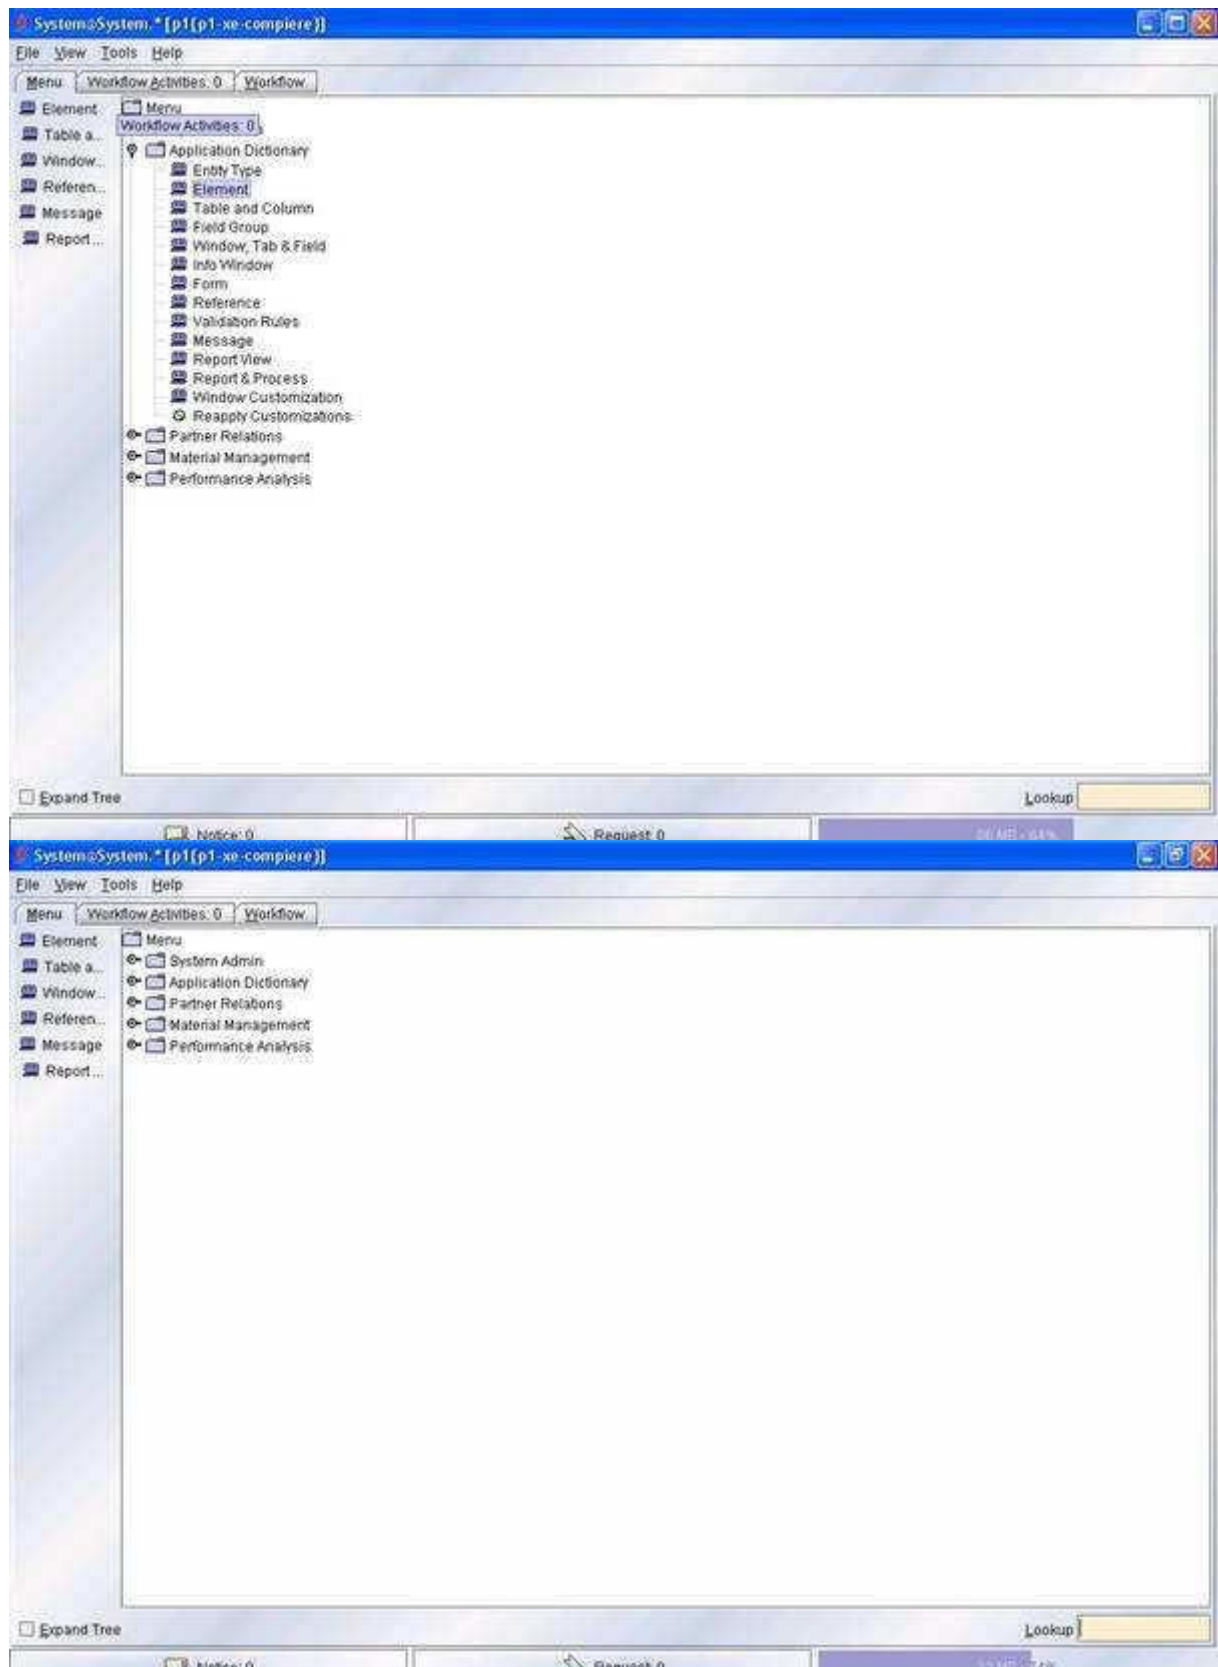 System@System.* [p1{p1-xe-compiere}]
File View Tools Help
Menu Workflow Activities: 0 Workflow
Element
Table a...
Window...
Referen...
Message
Report ...
Menu
Workflow Activities: 0
Application Dictionary
Entity Type
Element
Table and Column
Field Group
Window, Tab & Field
Info Window
Form
Reference
Validation Rules
Message
Report View
Report & Process
Window Customization
Reapply Customizations
Partner Relations
Material Management
Performance Analysis
Expand Tree Lookup
Notice: 0 Request: 0
System@System.* [p1{p1-xe-compiere}]
File View Tools Help
Menu Workflow Activities: 0 Workflow
Element
Table a...
Window...
Referen...
Message
Report ...
Menu
System Admin
Application Dictionary
Partner Relations
Material Management
Performance Analysis
Expand Tree Lookup
Notice: 0 Request: 0